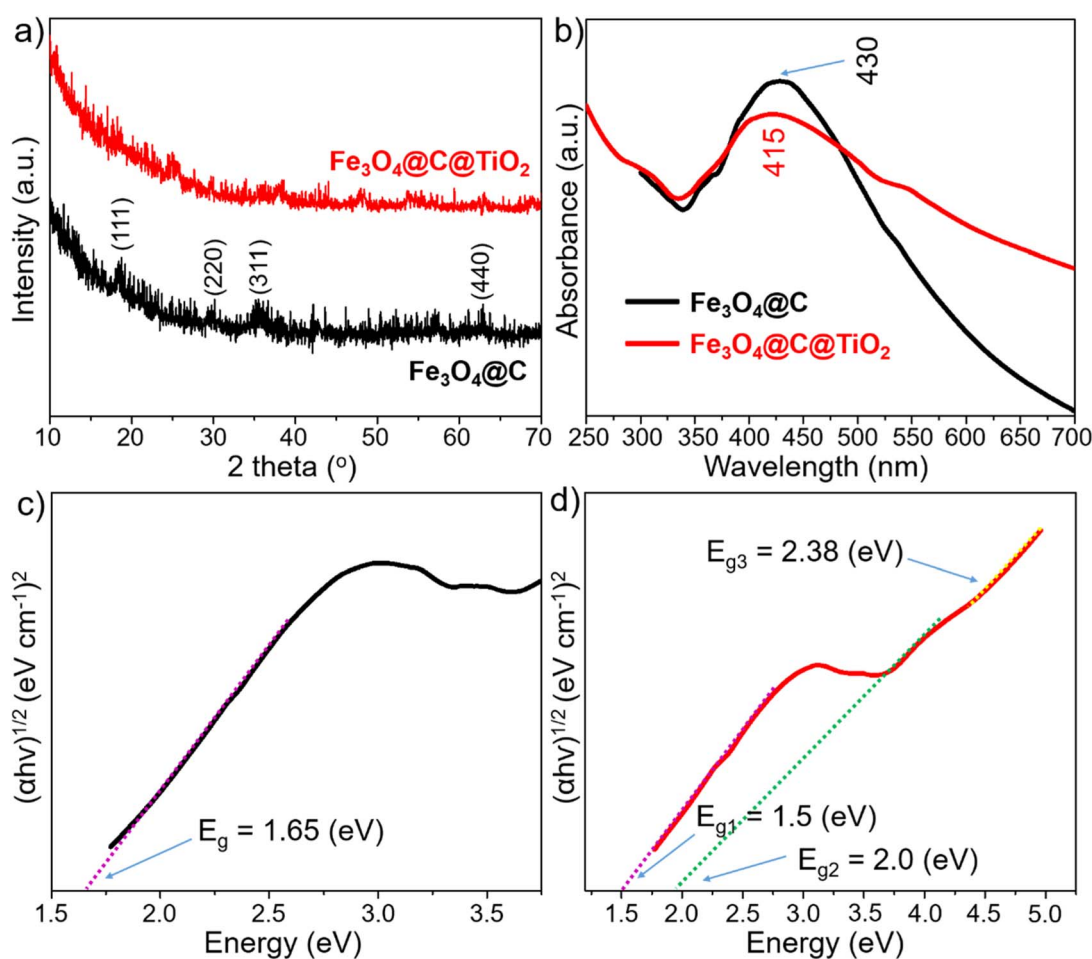 a)
Intensity (a.u.)
Fe₃O₄@C@TiO₂
(111)
(220)
(311)
(440)
Fe₃O₄@C
10 20 30 40 50 60 70
2 theta (°)
b)
Absorbance (a.u.)
430
415
Fe₃O₄@C
Fe₃O₄@C@TiO₂
250 300 350 400 450 500 550 600 650 700
Wavelength (nm)
c)
(αhν)^1/2 (eV cm⁻¹)²
E_g = 1.65 (eV)
1.5 2.0 2.5 3.0 3.5
Energy (eV)
d)
(αhν)^1/2 (eV cm⁻¹)²
E_g3 = 2.38 (eV)
E_g1 = 1.5 (eV)
E_g2 = 2.0 (eV)
1.5 2.0 2.5 3.0 3.5 4.0 4.5 5.0
Energy (eV)